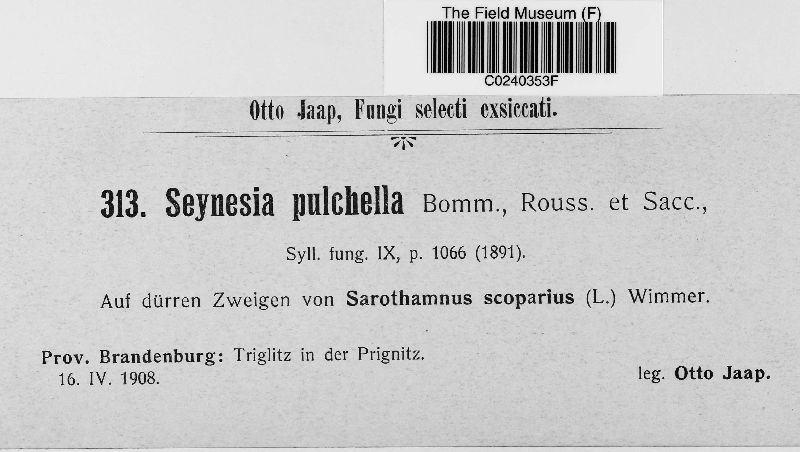 The Field Museum (F)
C0240353F
Otto Jaap, Fungi selecti exsiccati.
313. Seynesia pulchella Bomm., Rouss. et Sacc.,
Syll. fung. IX, p. 1066 (1891).
Auf dürren Zweigen von Sarothamnus scoparius (L.) Wimmer.
Prov. Brandenburg: Triglitz in der Prignitz.
16. IV. 1908.
leg. Otto Jaap.